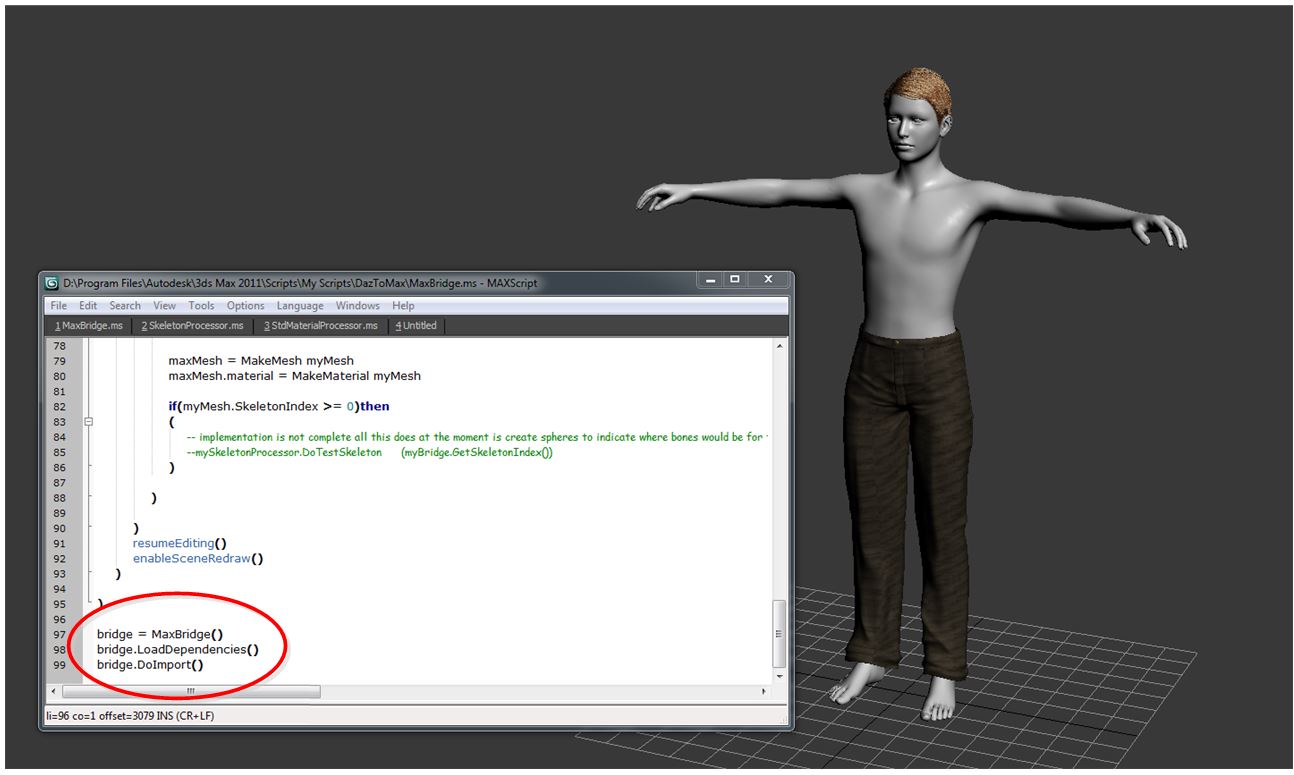 D:\Program Files\Autodesk\3ds Max 2011\Scripts\My Scripts\DazToMax\MaxBridge.ms - MAXScript
File Edit Search View Tools Options Language Windows Help
1 MaxBridge.ms 2 SkeletonProcessor.ms 3 StdMaterialProcessor.ms 4 Untitled
78
79 maxMesh = MakeMesh myMesh
80 maxMesh.material = MakeMaterial myMesh
81
82 if(myMesh.SkeletonIndex >= 0)then
83 (
84 -- implementation is not complete all this does at the moment is create spheres to indicate where bones would be for
85 --mySkeletonProcessor.DoTestSkeleton (myBridge.GetSkeletonIndex())
86 )
87
88 )
89
90 )
91 resumeEditing()
92 enableSceneRedraw()
93 )
94
95 )
96
97 bridge = MaxBridge()
98 bridge.LoadDependencies()
99 bridge.DoImport()
li=96 co=1 offset=3079 INS (CR+LF)